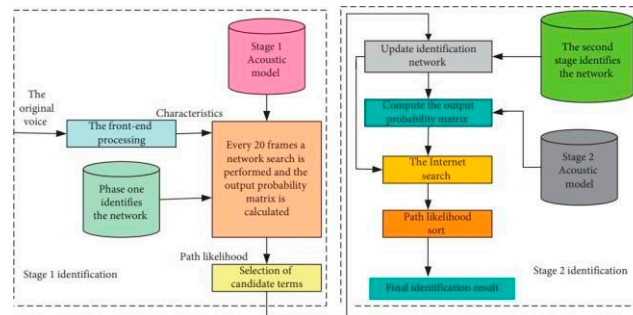 Stage 1
Acoustic
model
The
original
voice
Characteristics
The front-end
processing
Every 20 frames a
network search is
performed and the
output probability
matrix is
calculated
Phase one
identifies
the network
Path likelihood
Stage 1 identification
Selection of
candidate terms
Update identification
network
The second
stage identifies
the network
Compute the output
probability matrix
The Internet
search
Stage 2
Acoustic
model
Path likelihood
sort
Final identification result
Stage 2 identification